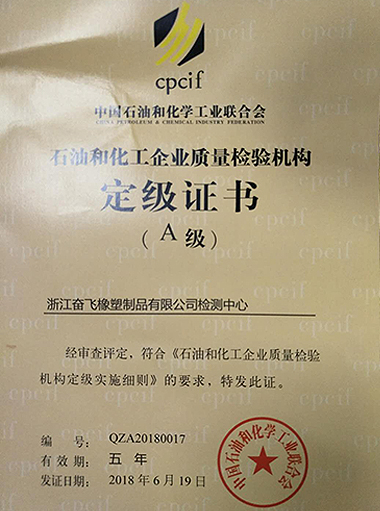 cpcif
中国石油和化学工业联合会
CHINA PETROLEUM & CHEMICAL INDUSTRY FEDERATION
石油和化工企业质量检验机构
定级证书
（A级）
浙江奋飞橡塑制品有限公司检测中心
经审查评定，符合《石油和化工企业质量检验
机构定级实施细则》的要求，特发此证。
编 号： QZA20180017
有 效 期： 五 年
发证日期： 2018 年 6 月 19 日
中国石油和化学工业联合会